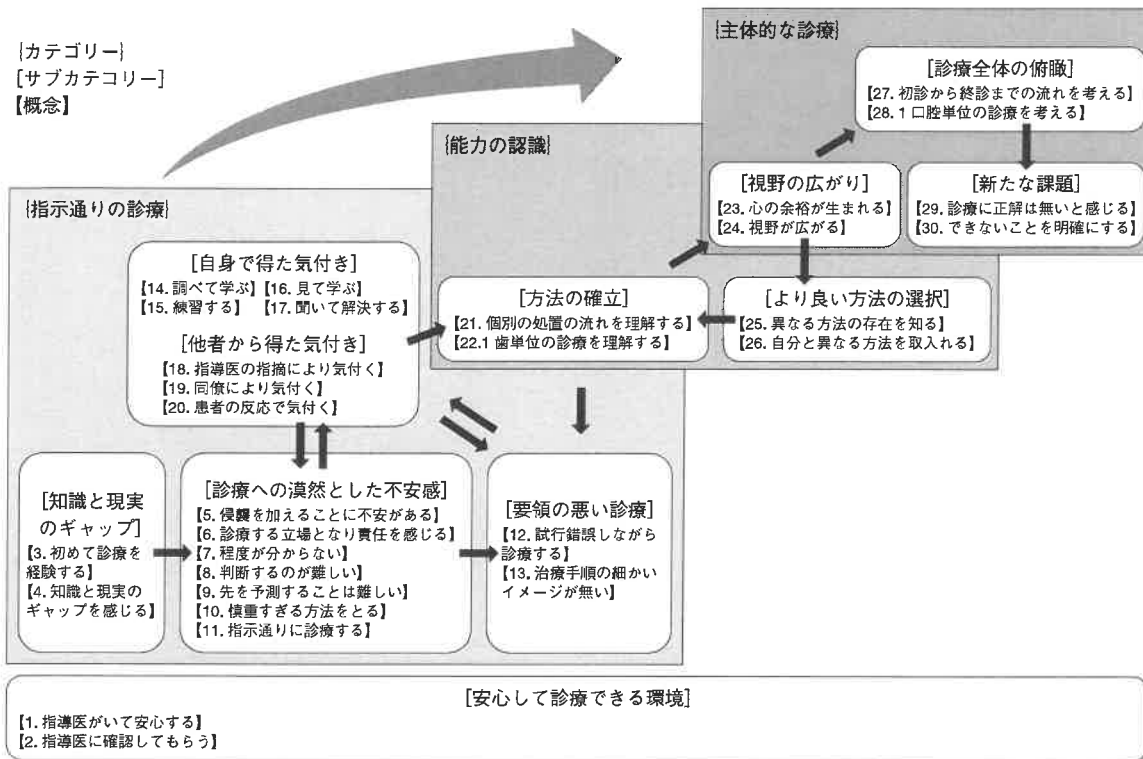 {カテゴリー}
[サブカテゴリー]
【概念】
{主体的な診療}
[診療全体の俯瞰]
【27. 初診から終診までの流れを考える】
【28. 1口腔単位の診療を考える】
{能力の認識}
[視野の広がり]
【23. 心の余裕が生まれる】
【24. 視野が広がる】
[新たな課題]
【29. 診療に正解は無いと感じる】
【30. できないことを明確にする】
{指示通りの診療}
[自身で得た気付き]
【14. 調べて学ぶ】【16. 見て学ぶ】
【15. 練習する】 【17. 聞いて解決する】
[他者から得た気付き]
【18. 指導医の指摘により気付く】
【19. 同僚により気付く】
【20. 患者の反応で気付く】
[方法の確立]
【21. 個別の処置の流れを理解する】
【22.1歯単位の診療を理解する】
[より良い方法の選択]
【25. 異なる方法の存在を知る】
【26. 自分と異なる方法を取入れる】
[知識と現実
のギャップ]
【3. 初めて診療を
経験する】
【4. 知識と現実の
ギャップを感じる】
[診療への漠然とした不安感]
【5. 侵襲を加えることに不安がある】
【6. 診療する立場となり責任を感じる】
【7. 程度が分からない】
【8. 判断するのが難しい】
【9. 先を予測することは難しい】
【10. 慎重すぎる方法をとる】
【11. 指示通りに診療する】
[要領の悪い診療]
【12. 試行錯誤しながら
診療する】
【13. 治療手順の細かい
イメージが無い】
[安心して診療できる環境]
【1. 指導医がいて安心する】
【2. 指導医に確認してもらう】